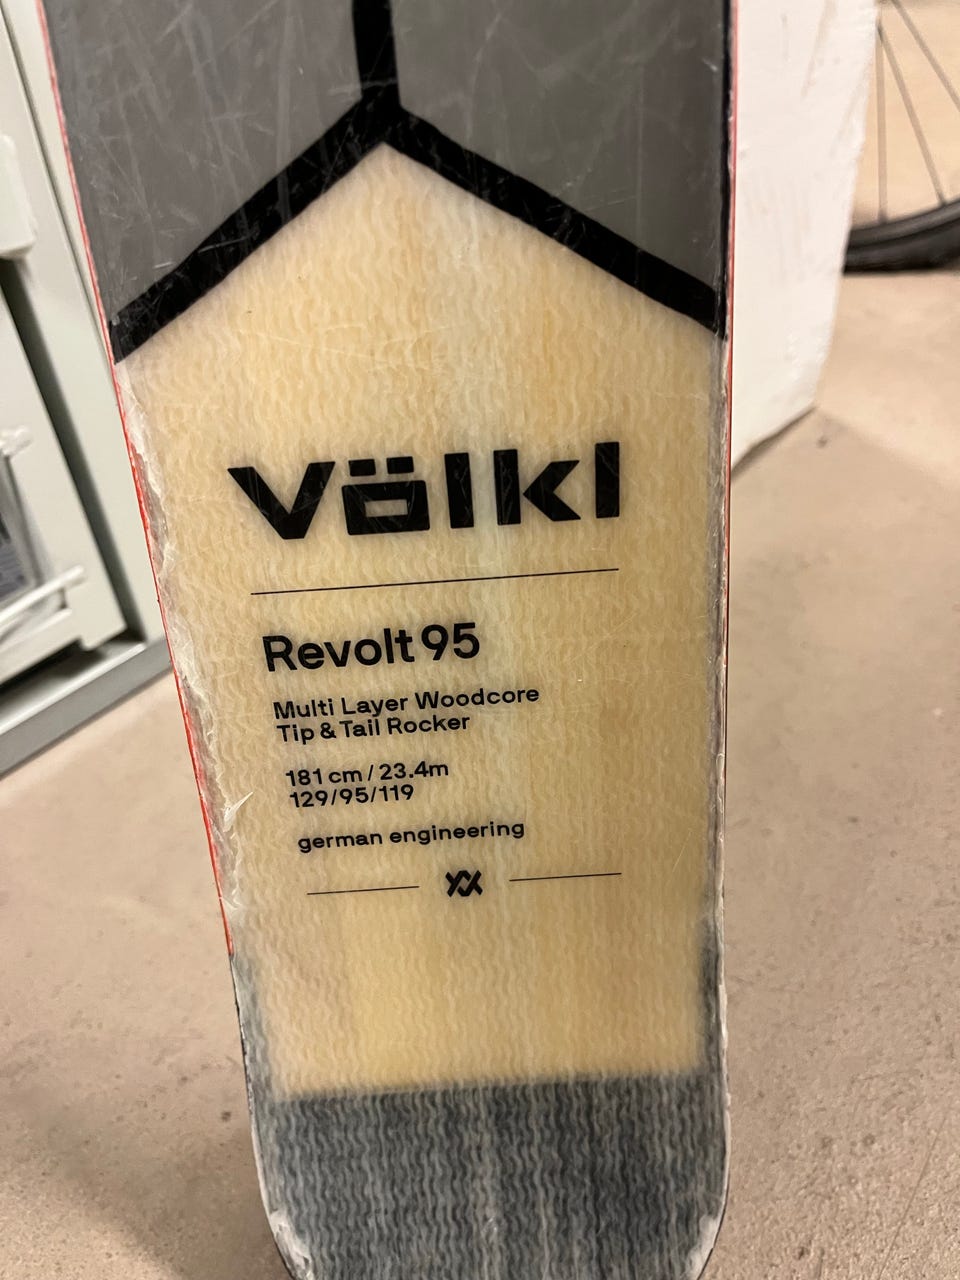 völkl
Revolt 95
Multi Layer Woodcore
Tip & Tail Rocker
181 cm / 23.4m
129/95/119
german engineering